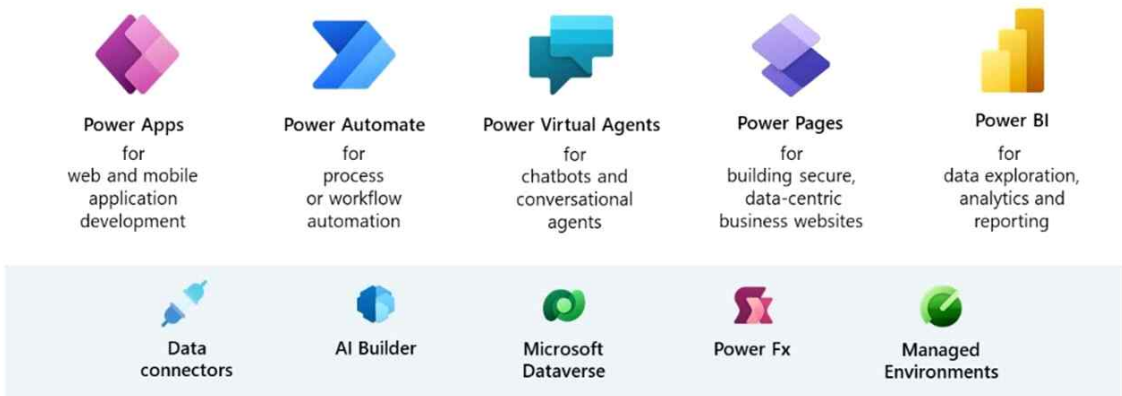 Power Apps
for
web and mobile
application
development
Power Automate
for
process
or workflow
automation
Power Virtual Agents
for
chatbots and
conversational
agents
Power Pages
for
building secure,
data-centric
business websites
Power BI
for
data exploration,
analytics and
reporting
Data
connectors
AI Builder
Microsoft
Dataverse
Power Fx
Managed
Environments